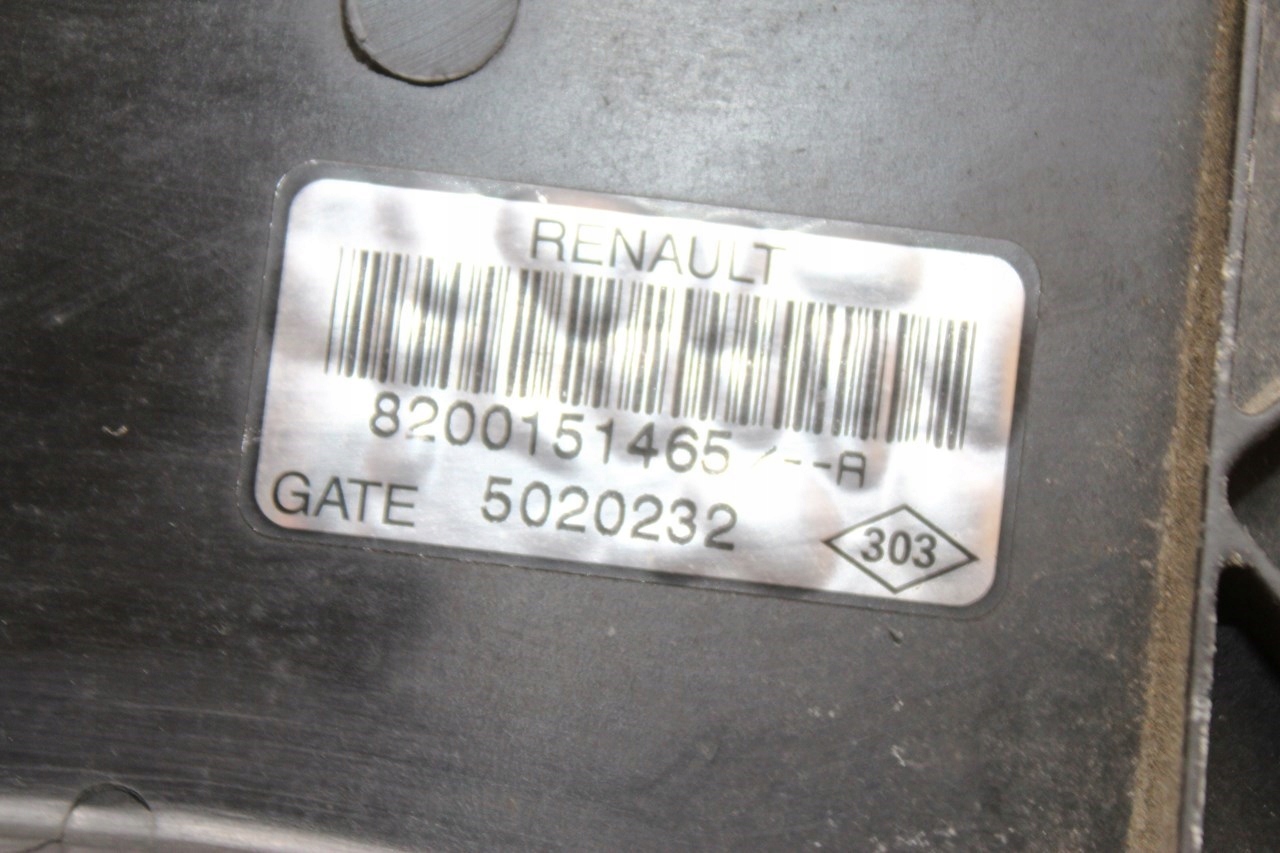 RENAULT
8200151465 --A
GATE 5020232
303